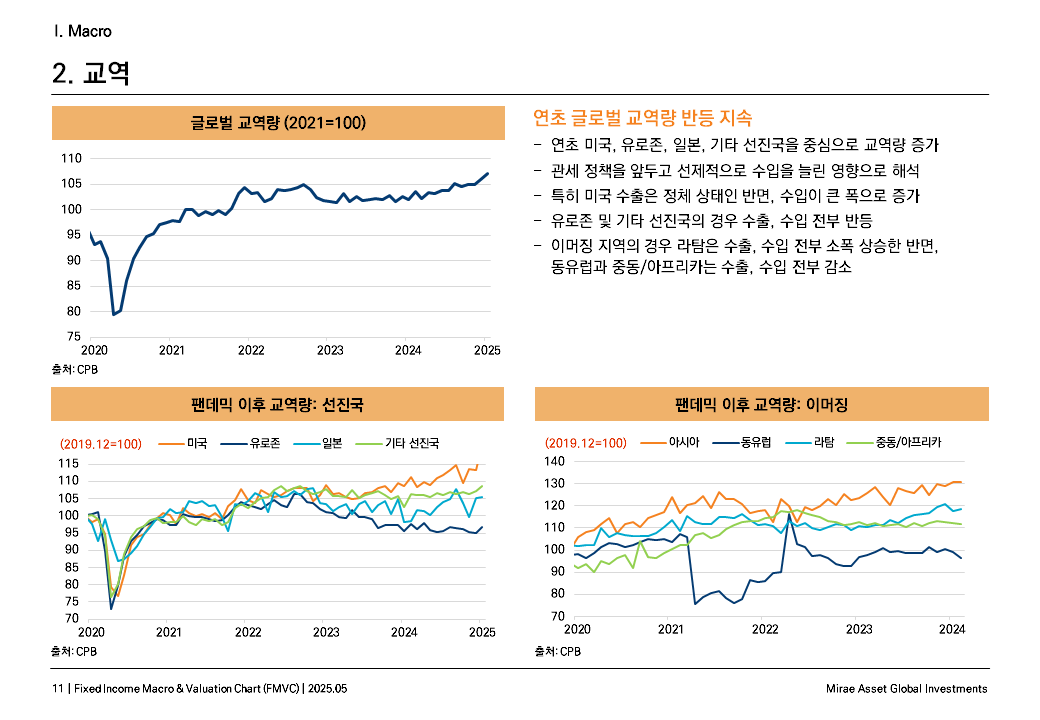 I. Macro
2. 교역
글로벌 교역량 (2021=100)
110
105
100
95
90
85
80
75
2020 2021 2022 2023 2024 2025
출처: CPB
연초 글로벌 교역량 반등 지속
− 연초 미국, 유로존, 일본, 기타 선진국을 중심으로 교역량 증가
− 관세 정책을 앞두고 선제적으로 수입을 늘린 영향으로 해석
− 특히 미국 수출은 정체 상태인 반면, 수입이 큰 폭으로 증가
− 유로존 및 기타 선진국의 경우 수출, 수입 전부 반등
− 이머징 지역의 경우 라탐은 수출, 수입 전부 소폭 상승한 반면,
동유럽과 중동/아프리카는 수출, 수입 전부 감소
팬데믹 이후 교역량: 선진국
(2019.12=100) 미국 유로존 일본 기타 선진국
115
110
105
100
95
90
85
80
75
70
2020 2021 2022 2023 2024 2025
출처: CPB
팬데믹 이후 교역량: 이머징
(2019.12=100) 아시아 동유럽 라탐 중동/아프리카
140
130
120
110
100
90
80
70
2020 2021 2022 2023 2024
출처: CPB
11 | Fixed Income Macro & Valuation Chart (FMVC) | 2025.05
Mirae Asset Global Investments